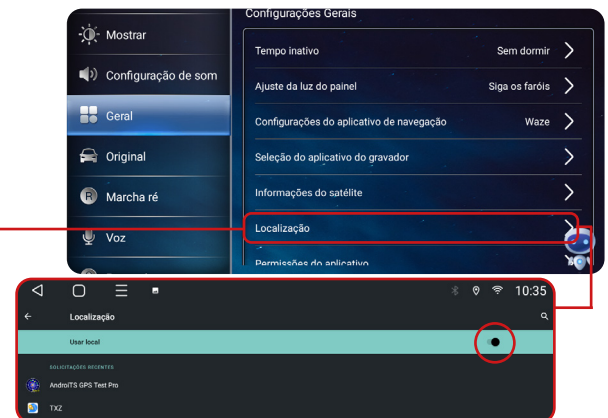 Configurações Gerais
Mostrar
Tempo inativo Sem dormir
Configuração de som
Ajuste da luz do painel Siga os faróis
Geral
Configurações do aplicativo de navegação Waze
Original
Seleção do aplicativo do gravador
R Marcha ré
Informações do satélite
Localização
Voz
Permissões do aplicativo
10:35
Localização
Usar local
SOLICITAÇÕES RECENTES
AndroiTS GPS Test Pro
TXZ